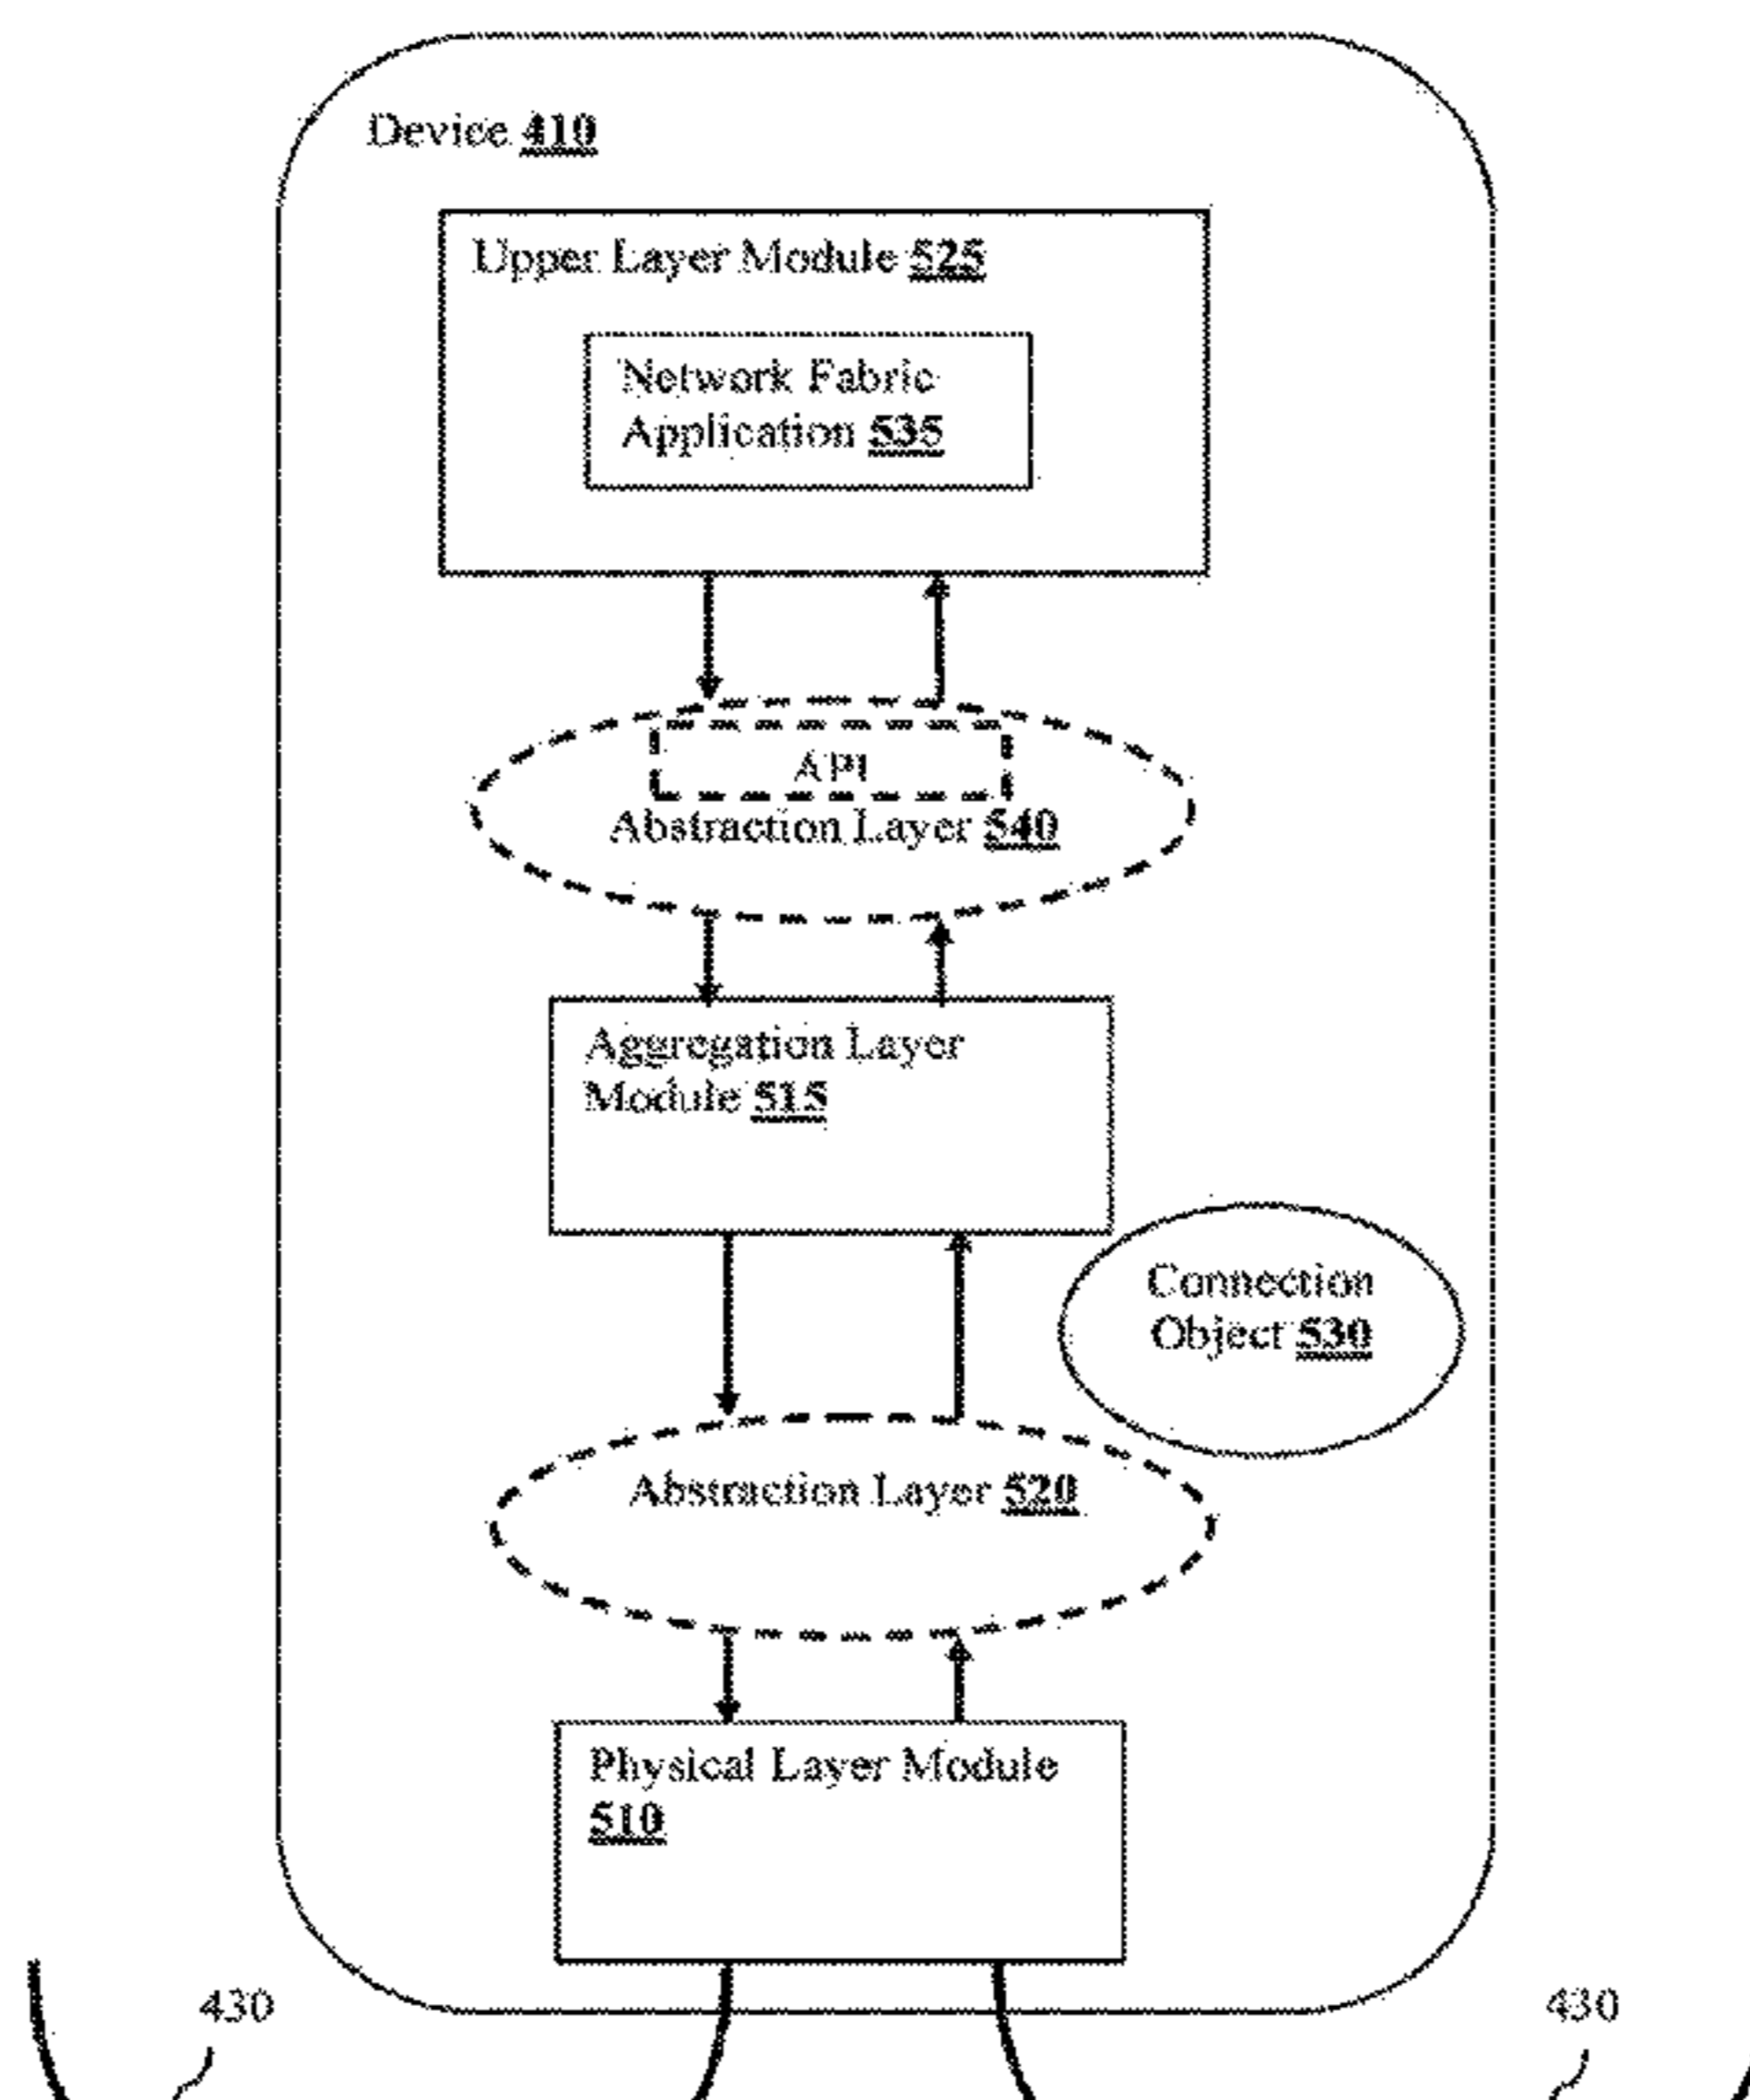 Device 410
Upper Layer Module 525
Network Fabric
Application 535
API
Abstraction Layer 540
Aggregation Layer
Module 515
Connection
Object 530
Abstraction Layer 520
Physical Layer Module
510
430
430